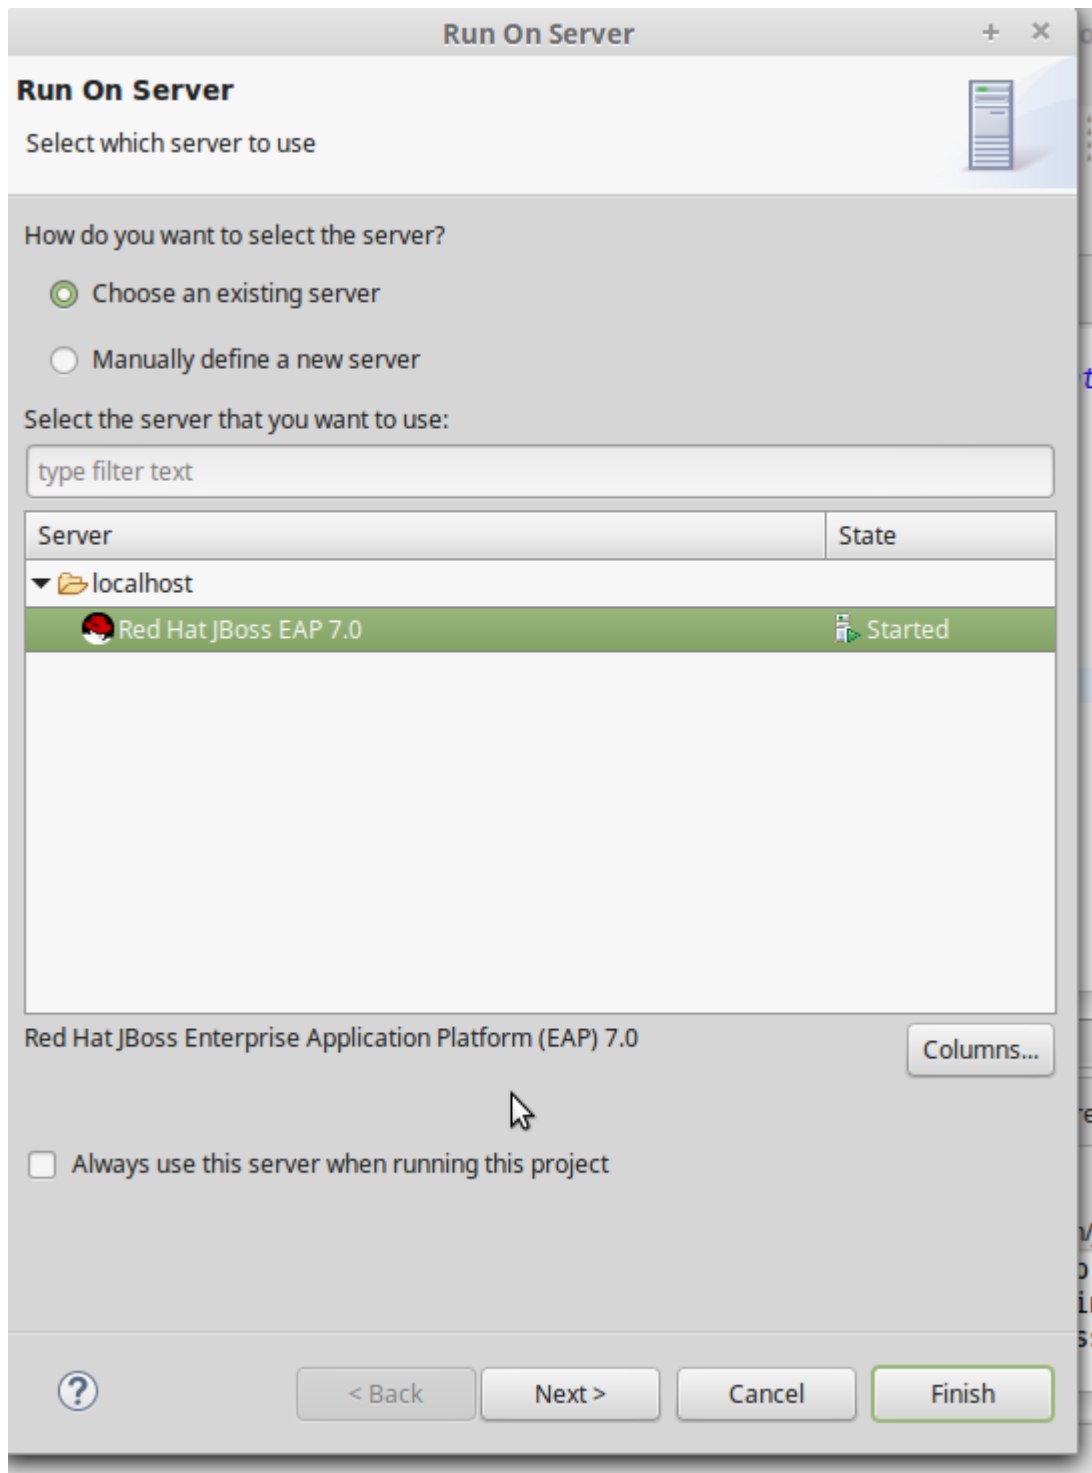 Run On Server
Run On Server
Select which server to use
How do you want to select the server?
Choose an existing server
Manually define a new server
Select the server that you want to use:
type filter text
Server State
localhost
Red Hat JBoss EAP 7.0 Started
Red Hat JBoss Enterprise Application Platform (EAP) 7.0
Columns...
Always use this server when running this project
< Back Next > Cancel Finish